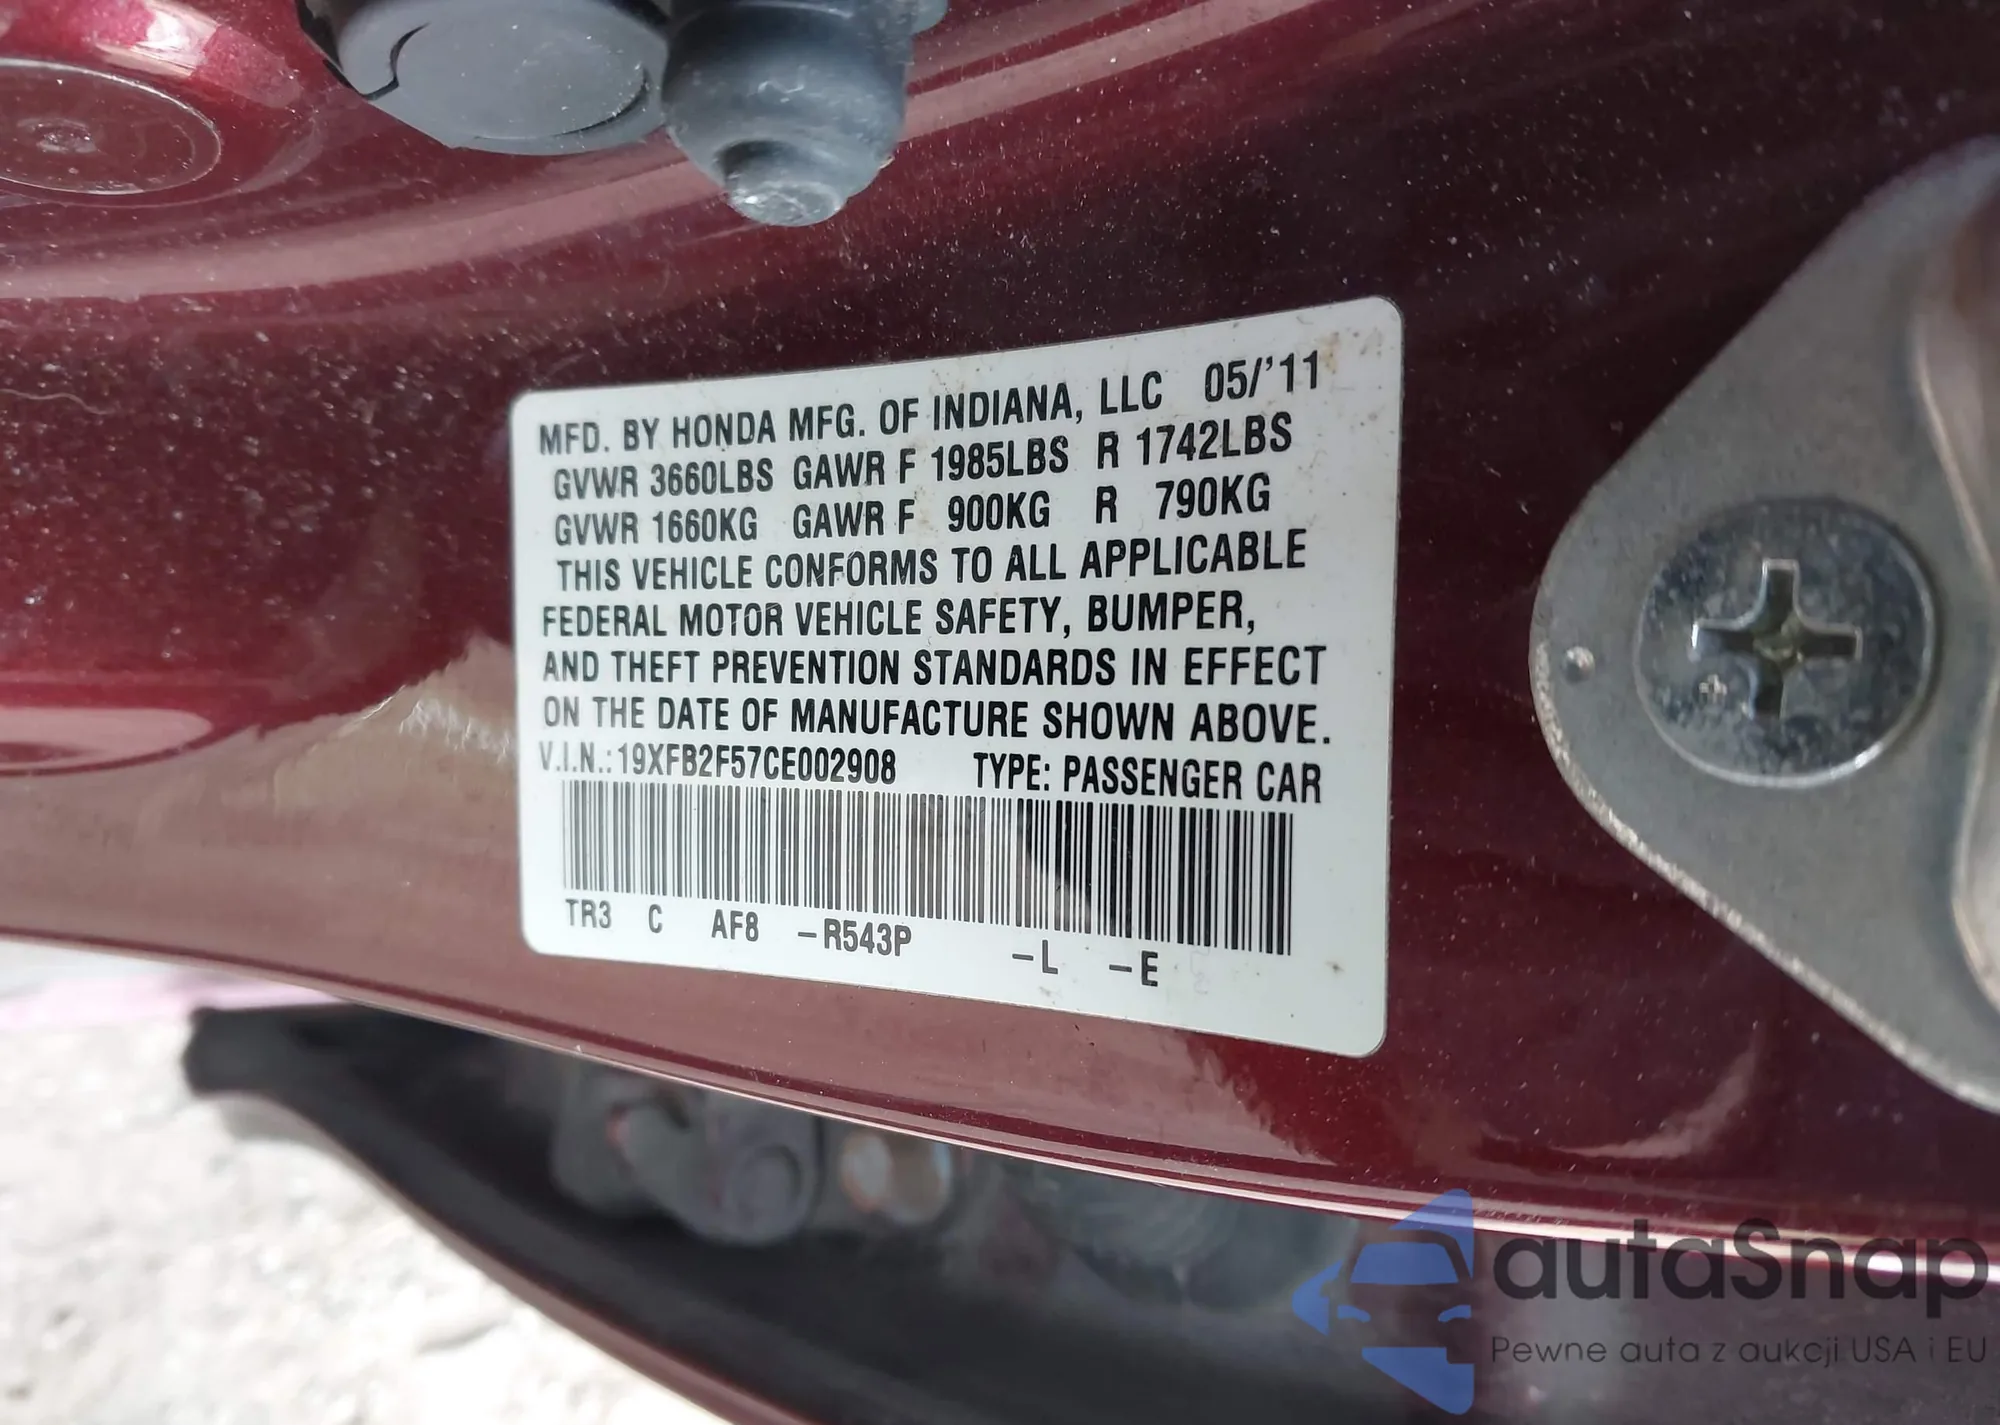 MFD. BY HONDA MFG. OF INDIANA, LLC 05/'11
GVWR 3660LBS GAWR F 1985LBS R 1742LBS
GVWR 1660KG GAWR F 900KG R 790KG
THIS VEHICLE CONFORMS TO ALL APPLICABLE
FEDERAL MOTOR VEHICLE SAFETY, BUMPER,
AND THEFT PREVENTION STANDARDS IN EFFECT
ON THE DATE OF MANUFACTURE SHOWN ABOVE.
V.I.N.:19XFB2F57CE002908 TYPE: PASSENGER CAR
TR3 C AF8 -R543P -L -E
autaSnap
Pewne auta z aukcji USA i EU